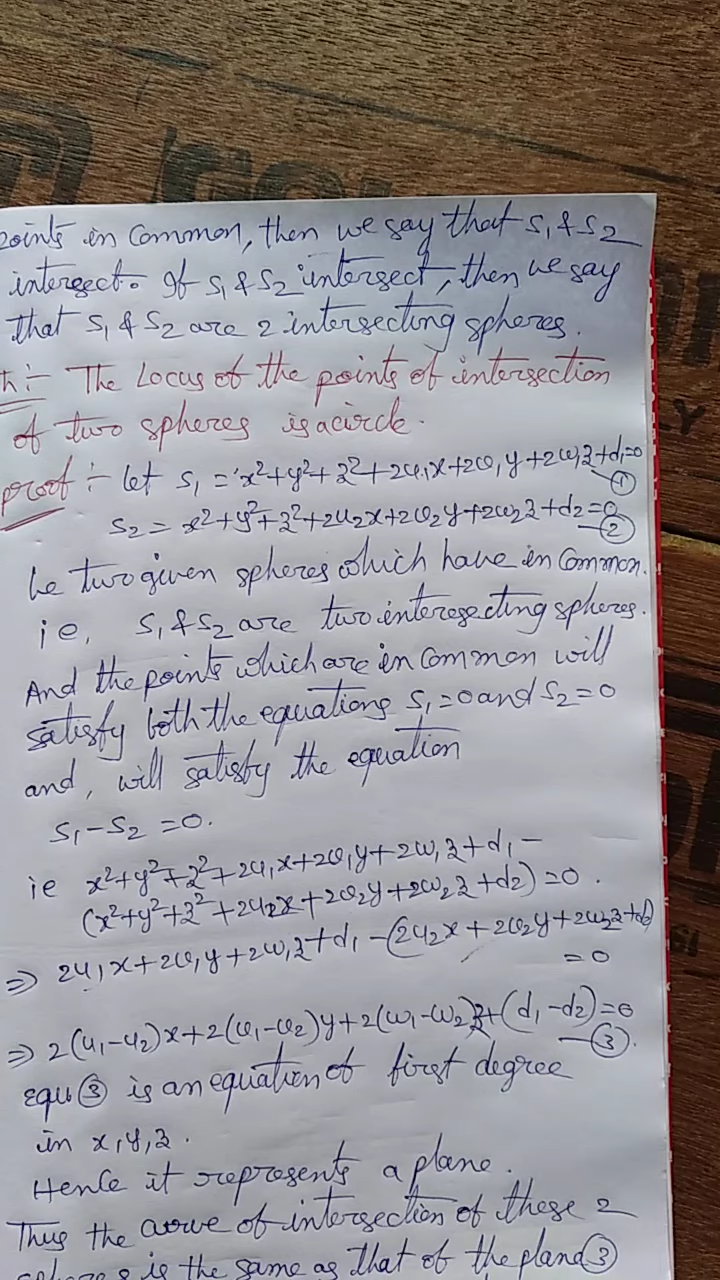 points in common, then we say that S₁ & S₂
intersect. If S₁ & S₂ intersect, then we say
that S₁ & S₂ are 2 intersecting spheres.
Th :- The Locus of the points of intersection
of two spheres is a circle.
Proof :- let S₁ = x²+y²+z²+2u₁x+2v₁y+2w₁z+d₁=0 —①
S₂ = x²+y²+z²+2u₂x+2v₂y+2w₂z+d₂=0 —②
be two given spheres which have in common.
ie, S₁ & S₂ are two intersecting spheres.
And the points which are in common will
satisfy both the equations S₁=0 and S₂=0
and, will satisfy the equation
S₁-S₂ =0.
ie x²+y²+z²+2u₁x+2v₁y+2w₁z+d₁ -
(x²+y²+z²+2u₂x+2v₂y+2w₂z+d₂)=0.
⇒ 2u₁x+2v₁y+2w₁z+d₁ -(2u₂x+2v₂y+2w₂z+d₂)
=0
⇒ 2(u₁-u₂)x+2(v₁-v₂)y+2(w₁-w₂)z+(d₁-d₂)=0
—③.
equ ③ is an equation of first degree
in x,y,z.
Hence it represents a plane.
Thus the curve of intersection of these 2
spheres is the same as that of the plane ③